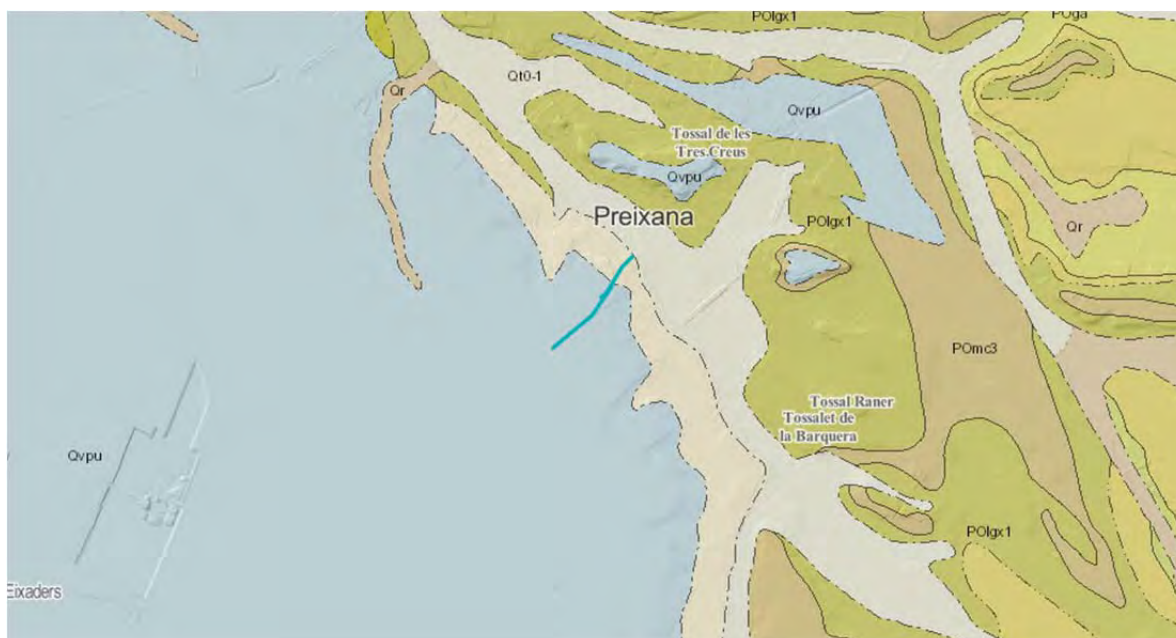 POlgx1
POga
Qt0-1
Qr
Qvpu
Tossal de les
Tres Creus
Qvpu
Preixana
POlgx1
Qr
POmc3
Tossal Raner
Tossalet de
la Barquera
Qvpu
POlgx1
Eixaders